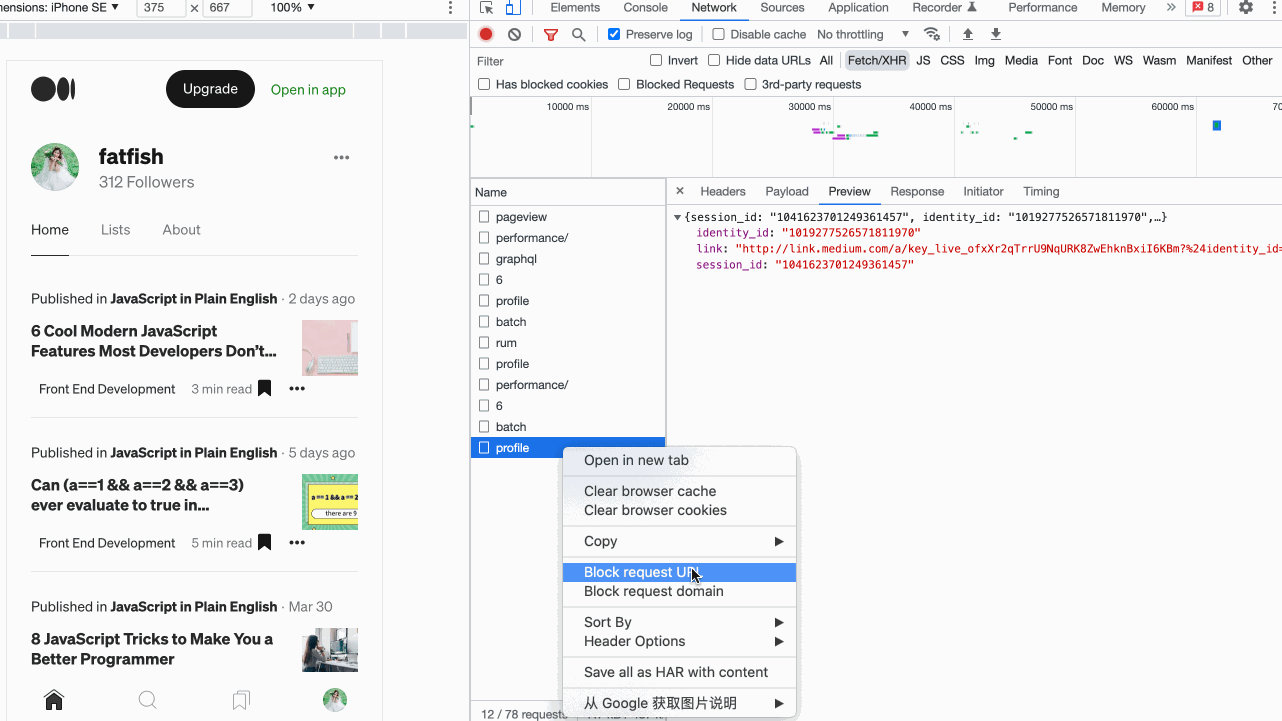 nensions: iPhone SE ▼ 375 × 667 100% ▼
Elements Console Network Sources Application Recorder Performance Memory » 8
Preserve log Disable cache No throttling ▼
Filter Invert Hide data URLs All Fetch/XHR JS CSS Img Media Font Doc WS Wasm Manifest Other
Has blocked cookies Blocked Requests 3rd-party requests
10000 ms 20000 ms 30000 ms 40000 ms 50000 ms 60000 ms 70
Upgrade Open in app
fatfish
312 Followers
Home Lists About
Published in JavaScript in Plain English · 2 days ago
6 Cool Modern JavaScript
Features Most Developers Don't...
Front End Development 3 min read
Published in JavaScript in Plain English · 5 days ago
Can (a==1 && a==2 && a==3)
ever evaluate to true in...
a == 1 && a == 2
there are 9
Front End Development 5 min read
Published in JavaScript in Plain English · Mar 30
8 JavaScript Tricks to Make You a
Better Programmer
Name
pageview
performance/
graphql
6
profile
batch
rum
profile
performance/
6
batch
profile
12 / 78 requests
× Headers Payload Preview Response Initiator Timing
{session_id: "1041623701249361457", identity_id: "1019277526571811970",…}
identity_id: "1019277526571811970"
link: "http://link.medium.com/a/key_live_ofxXr2qTrrU9NqURK8ZwEhknBxiI6KBm?%24identity_id=
session_id: "1041623701249361457"
Open in new tab
Clear browser cache
Clear browser cookies
Copy
Block request URL
Block request domain
Sort By
Header Options
Save all as HAR with content
从 Google 获取图片说明